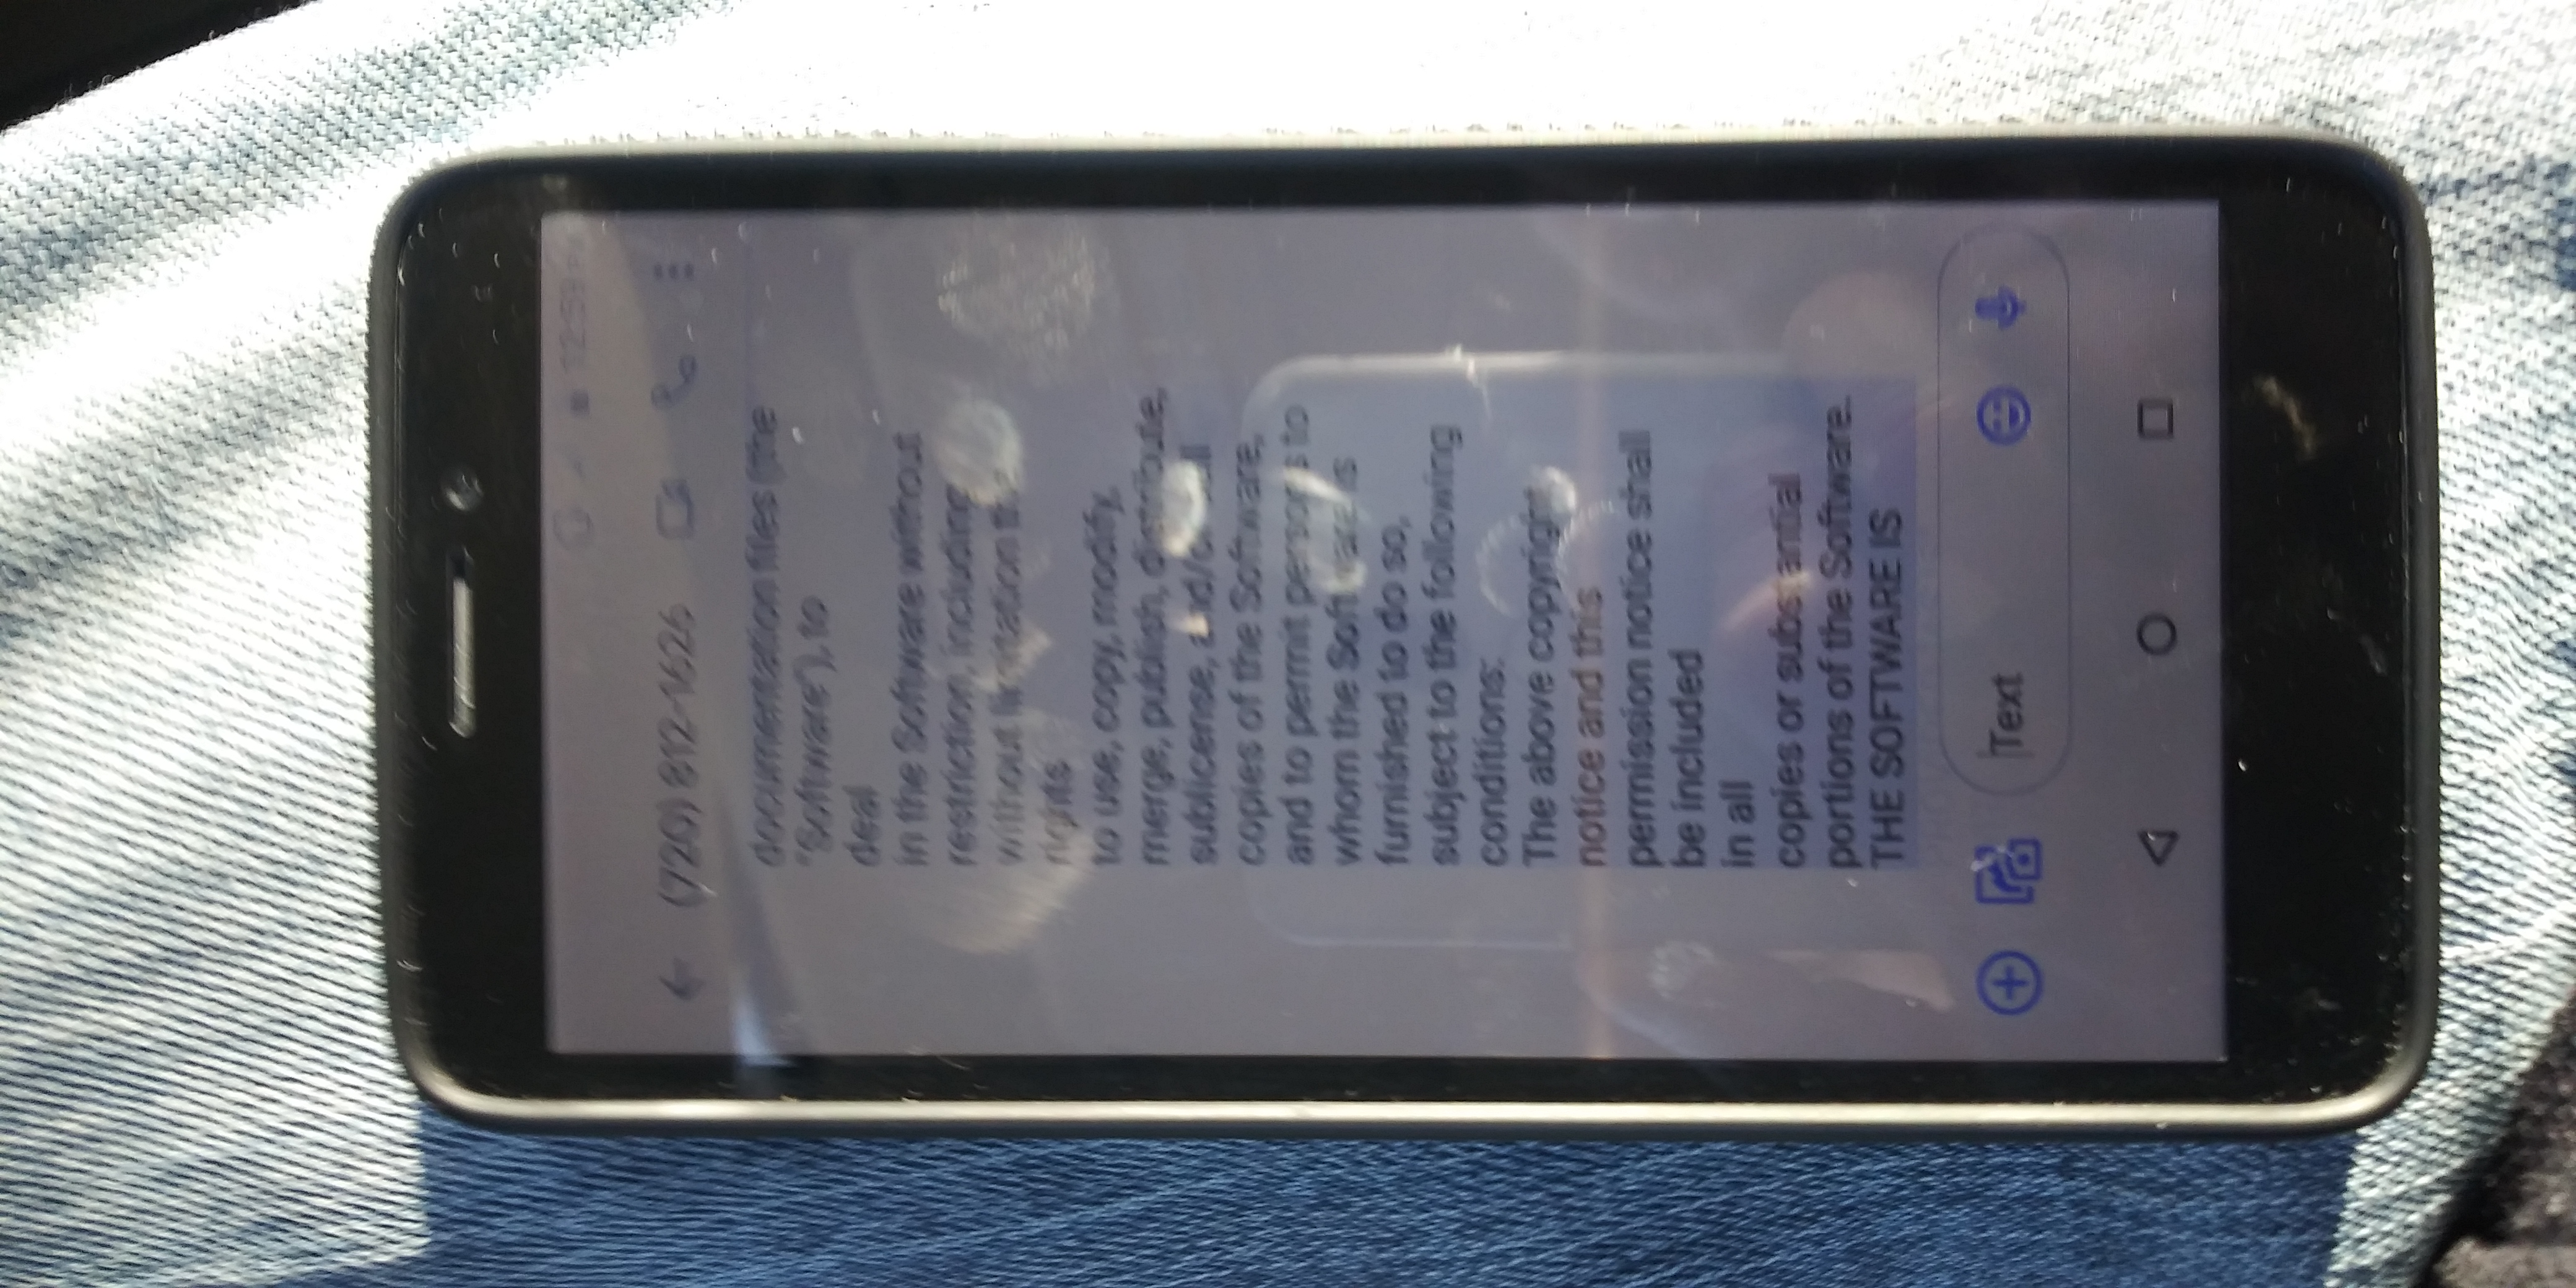 12:59
(720) 812-1626
documentation files (the
"Software"), to
deal
in the Software without
restriction, including
without limitation the
rights
to use, copy, modify,
merge, publish, distribute,
sublicense, and/or sell
copies of the Software,
and to permit persons to
whom the Software is
furnished to do so,
subject to the following
conditions:
The above copyright
notice and this
permission notice shall
be included
in all
copies or substantial
portions of the Software.
THE SOFTWARE IS
Text